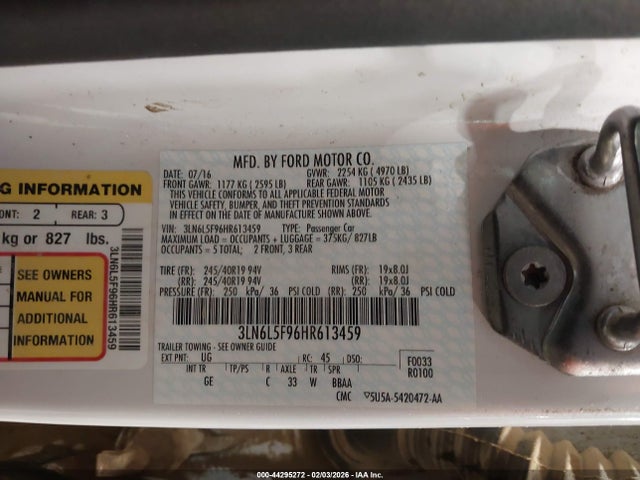 G INFORMATION
ONT: 2 REAR: 3
kg or 827 lbs.
SEE OWNERS
MANUAL FOR
ADDITIONAL
INFORMATION
3LN6L5F96HR613459
MFD. BY FORD MOTOR CO.
DATE: 07/16 GVWR: 2254 KG ( 4970 LB)
FRONT GAWR: 1177 KG ( 2595 LB) REAR GAWR: 1105 KG ( 2435 LB)
THIS VEHICLE CONFORMS TO ALL APPLICABLE FEDERAL MOTOR
VEHICLE SAFETY, BUMPER, AND THEFT PREVENTION STANDARDS
IN EFFECT ON THE DATE OF MANUFACTURE SHOWN ABOVE.
VIN: 3LN6L5F96HR613459 TYPE: Passenger Car
MAXIMUM LOAD = OCCUPANTS + LUGGAGE = 375KG/ 827LB
OCCUPANTS = 5 TOTAL; 2 FRONT, 3 REAR
TIRE (FR): 245/40R19 94V RIMS (FR): 19x8.0J
(RR): 245/40R19 94V (RR): 19x8.0J
PRESSURE (FR): 250 kPa/ 36 PSI COLD (RR): 250 kPa/ 36 PSI COLD
3LN6L5F96HR613459
TRAILER TOWING - SEE OWNER GUIDE
EXT PNT: UG RC: 45 DSO: F0033
R0100
INT TR TP/PS R AXLE TR SPR
GE C 33 W BBAA
CMC 5U5A-5420472-AA
000-44295272 - 02/03/2026 - IAA Inc.